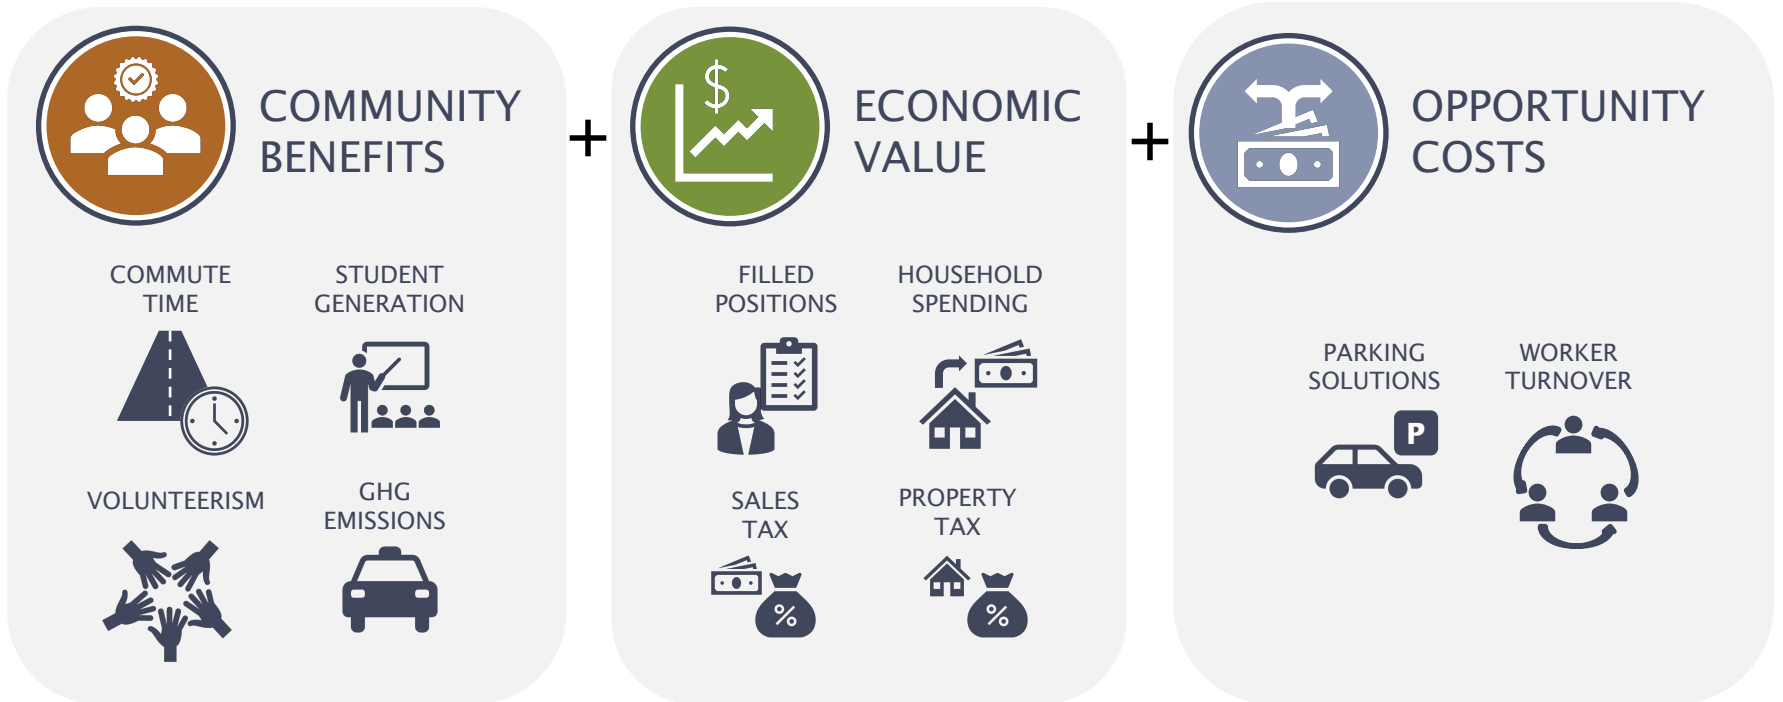 COMMUNITY
BENEFITS
COMMUTE
TIME
STUDENT
GENERATION
VOLUNTEERISM
GHG
EMISSIONS
+
$
ECONOMIC
VALUE
FILLED
POSITIONS
HOUSEHOLD
SPENDING
SALES
TAX
%
PROPERTY
TAX
%
+
OPPORTUNITY
COSTS
PARKING
SOLUTIONS
P
WORKER
TURNOVER